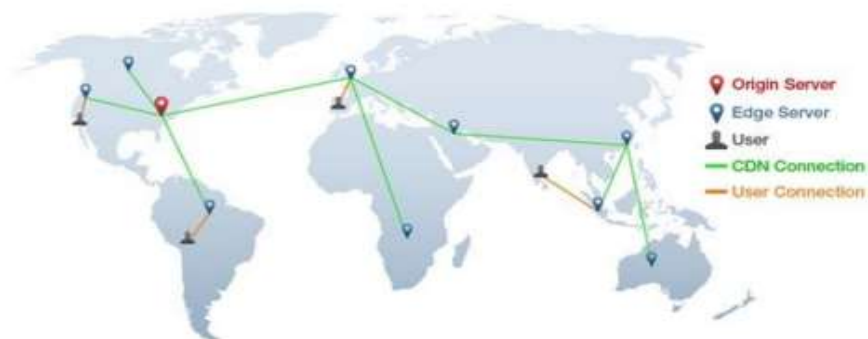 Origin Server
Edge Server
User
CDN Connection
User Connection